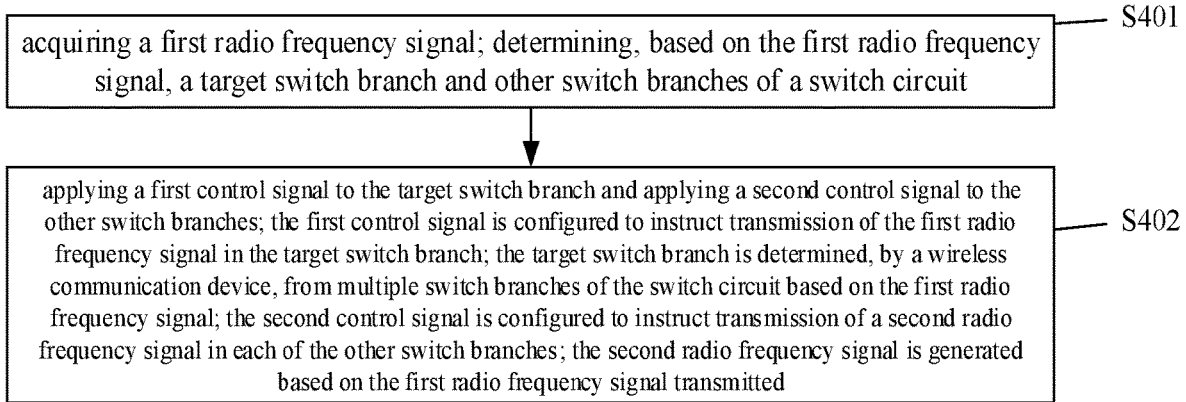 S401
acquiring a first radio frequency signal; determining, based on the first radio frequency
signal, a target switch branch and other switch branches of a switch circuit
S402
applying a first control signal to the target switch branch and applying a second control signal to the
other switch branches; the first control signal is configured to instruct transmission of the first radio
frequency signal in the target switch branch; the target switch branch is determined, by a wireless
communication device, from multiple switch branches of the switch circuit based on the first radio
frequency signal; the second control signal is configured to instruct transmission of a second radio
frequency signal in each of the other switch branches; the second radio frequency signal is generated
based on the first radio frequency signal transmitted